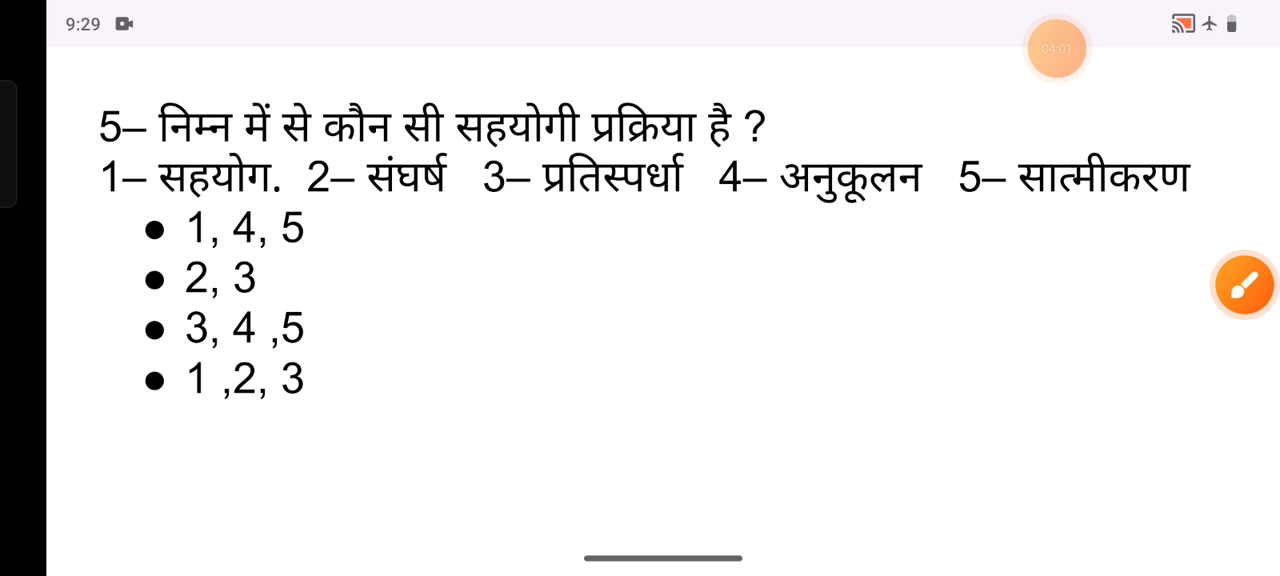 9:29
04:01
5– निम्न में से कौन सी सहयोगी प्रक्रिया है ?
1– सहयोग. 2– संघर्ष 3– प्रतिस्पर्धा 4– अनुकूलन 5– सात्मीकरण
● 1, 4, 5
● 2, 3
● 3, 4 ,5
● 1 ,2, 3